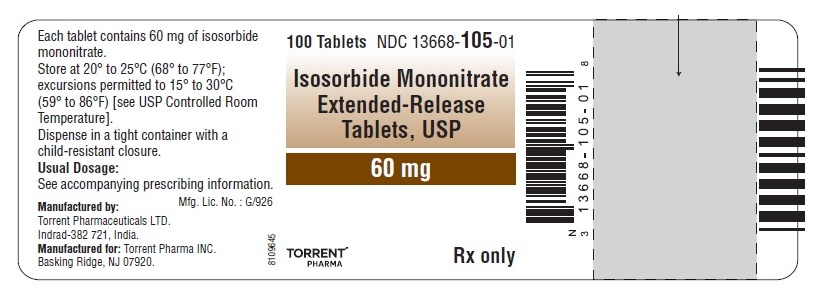 Each tablet contains 60 mg of isosorbide
mononitrate.
Store at 20° to 25°C (68° to 77°F);
excursions permitted to 15° to 30°C
(59° to 86°F) [see USP Controlled Room
Temperature].
Dispense in a tight container with a
child-resistant closure.
Usual Dosage:
See accompanying prescribing information.
Mfg. Lic. No. : G/926
Manufactured by:
Torrent Pharmaceuticals LTD.
Indrad-382 721, India.
Manufactured for: Torrent Pharma INC.
Basking Ridge, NJ 07920.
8109645
100 Tablets NDC 13668-105-01
Isosorbide Mononitrate
Extended-Release
Tablets, USP
60 mg
TORRENT
PHARMA
Rx only
N
3 13668-105-01 8